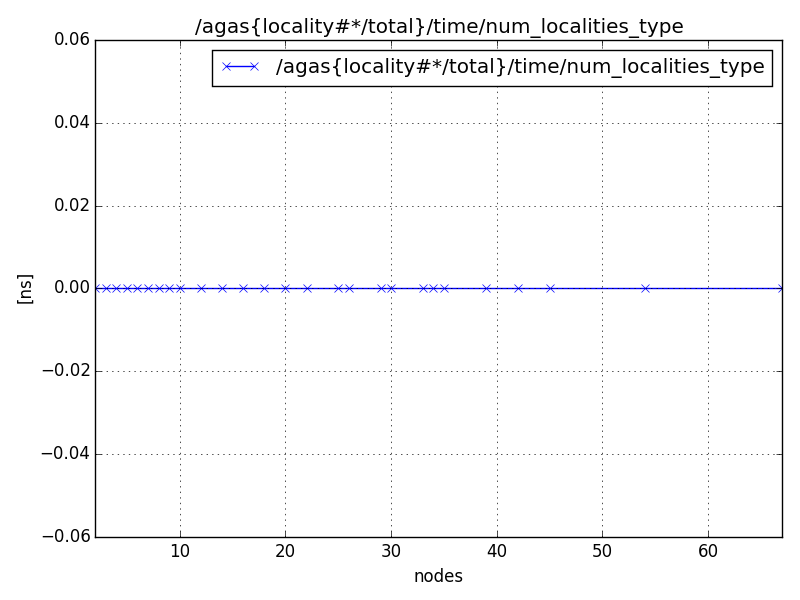 /agas{locality#*/total}/time/num_localities_type
/agas{locality#*/total}/time/num_localities_type
0.06
0.04
0.02
0.00
−0.02
−0.04
−0.06
[ns]
10 20 30 40 50 60
nodes